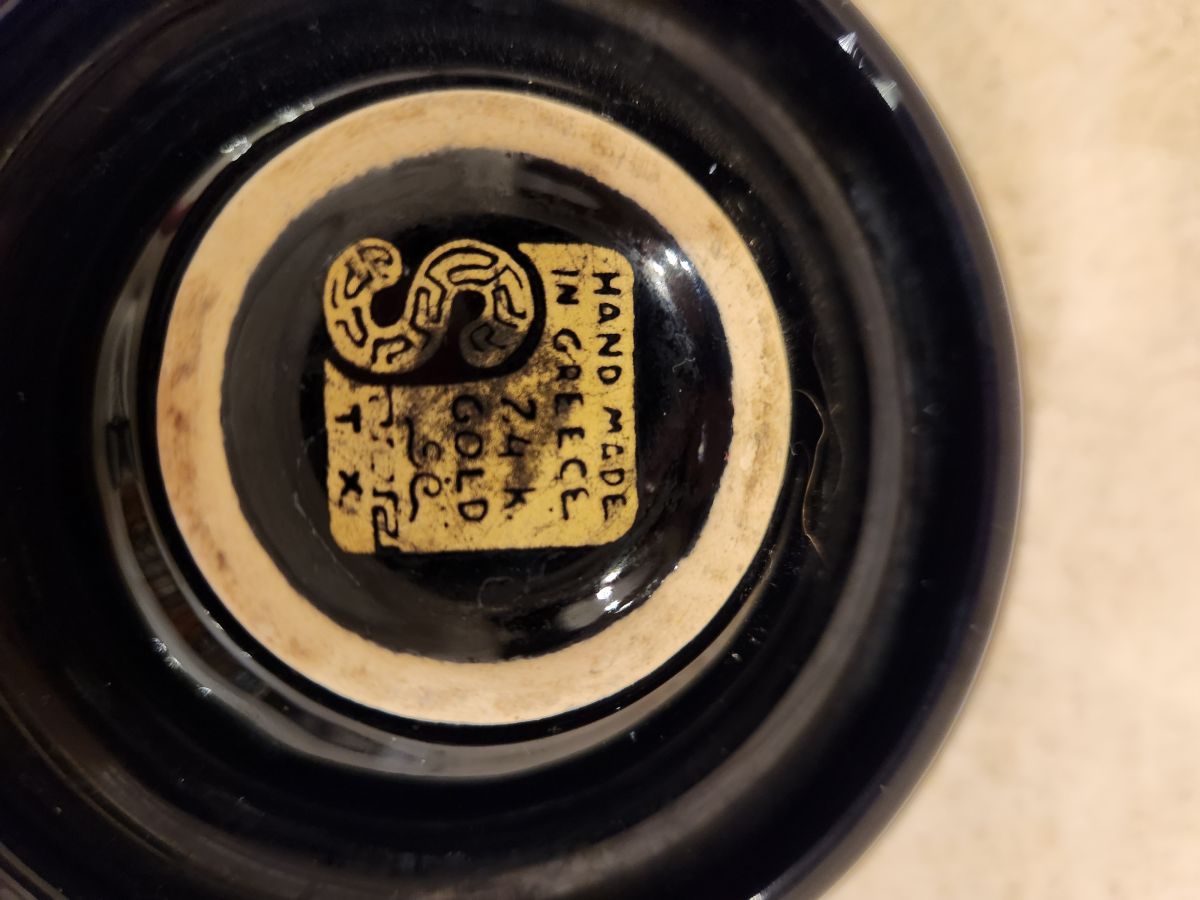 HAND MADE
IN GREECE
24 K.
GOLD
S
T X